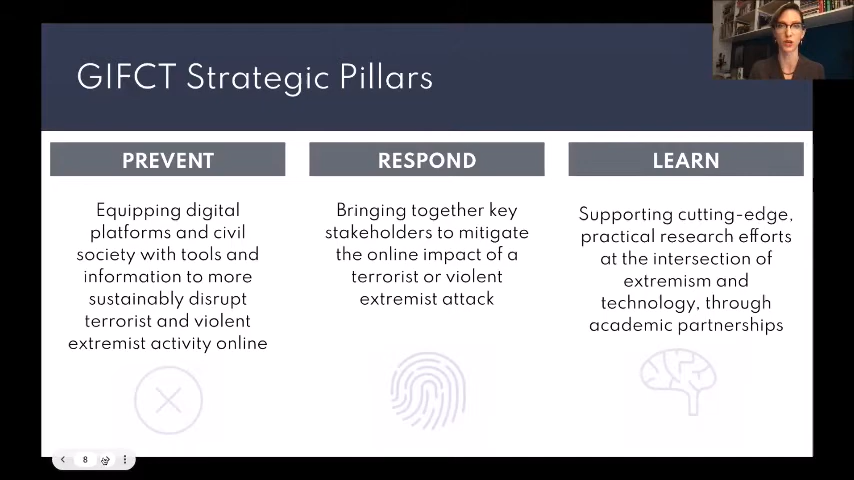 GIFCT Strategic Pillars
PREVENT
Equipping digital
platforms and civil
society with tools and
information to more
sustainably disrupt
terrorist and violent
extremist activity online
RESPOND
Bringing together key
stakeholders to mitigate
the online impact of a
terrorist or violent
extremist attack
LEARN
Supporting cutting-edge,
practical research efforts
at the intersection of
extremism and
technology, through
academic partnerships
8